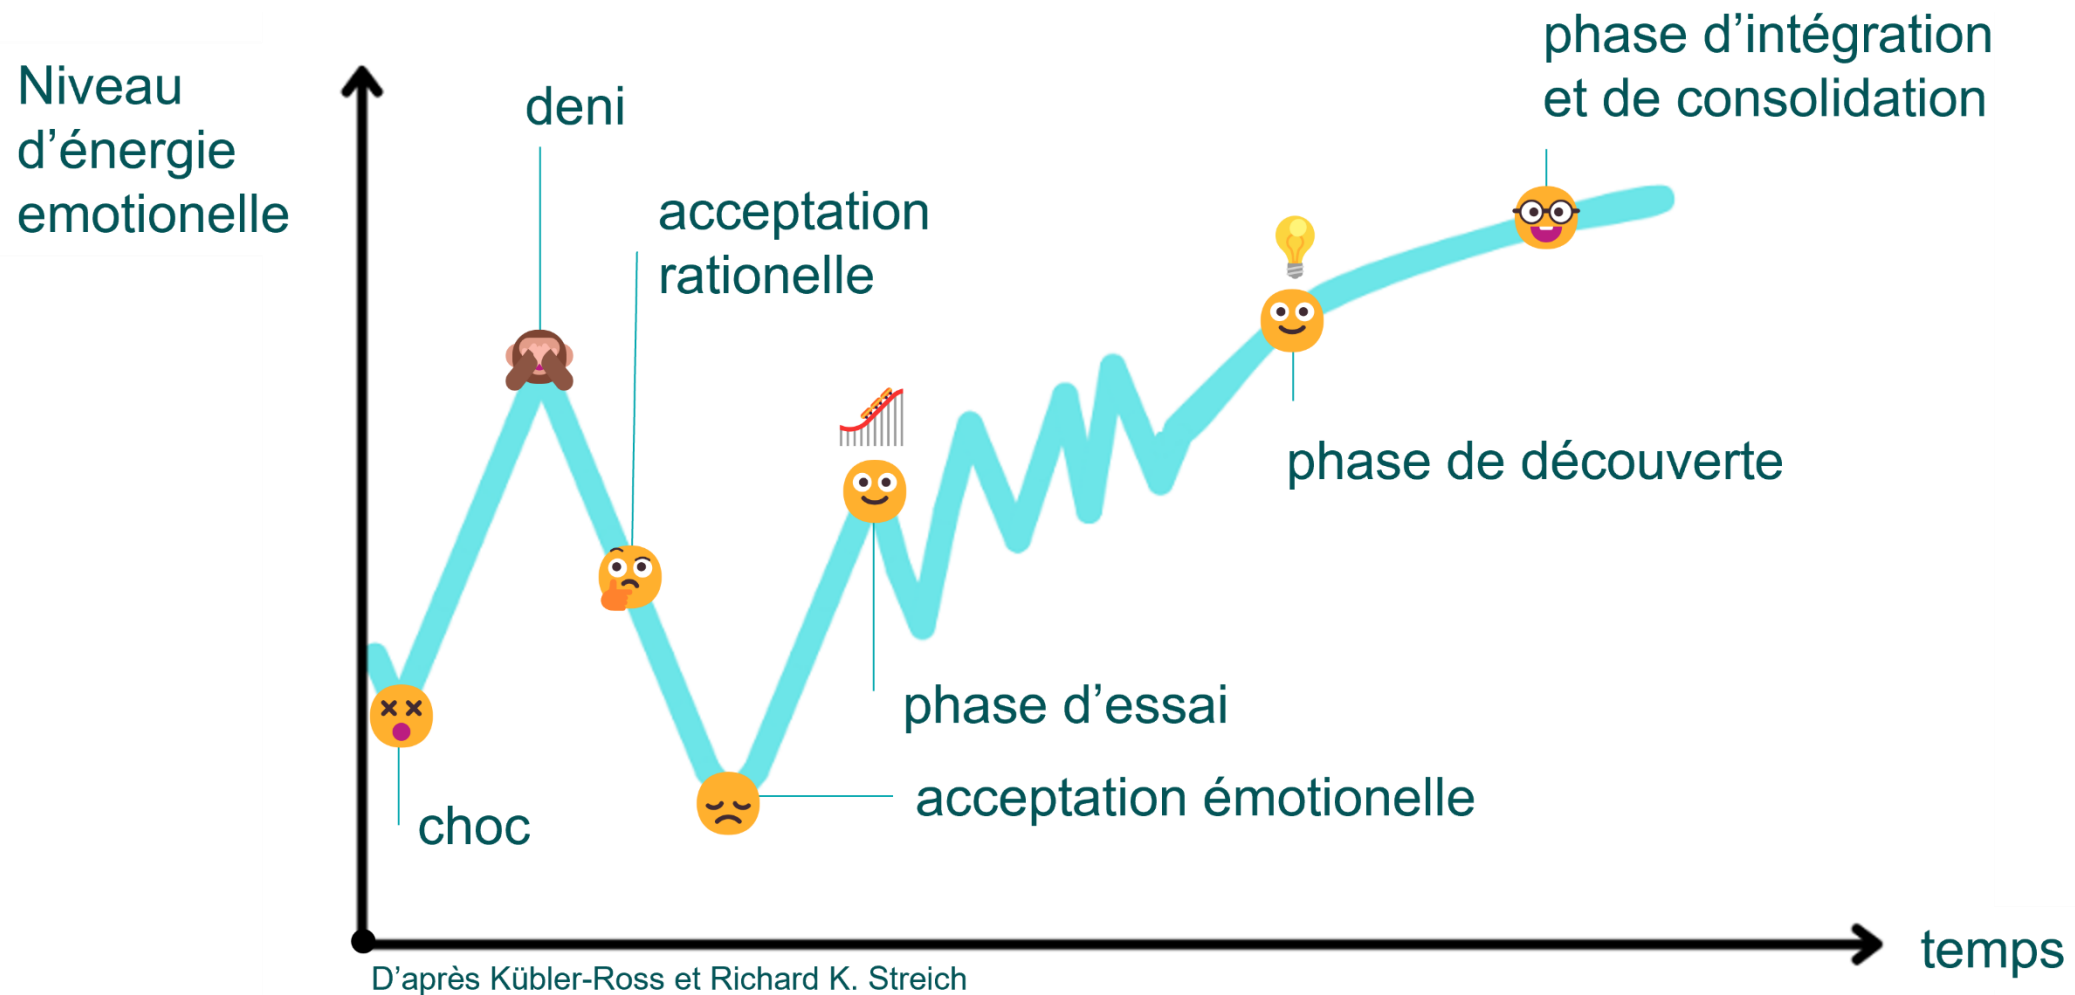 Niveau
d’énergie
emotionelle
deni
acceptation
rationelle
phase d’intégration
et de consolidation
phase de découverte
phase d’essai
acceptation émotionelle
choc
temps
D’après Kübler-Ross et Richard K. Streich